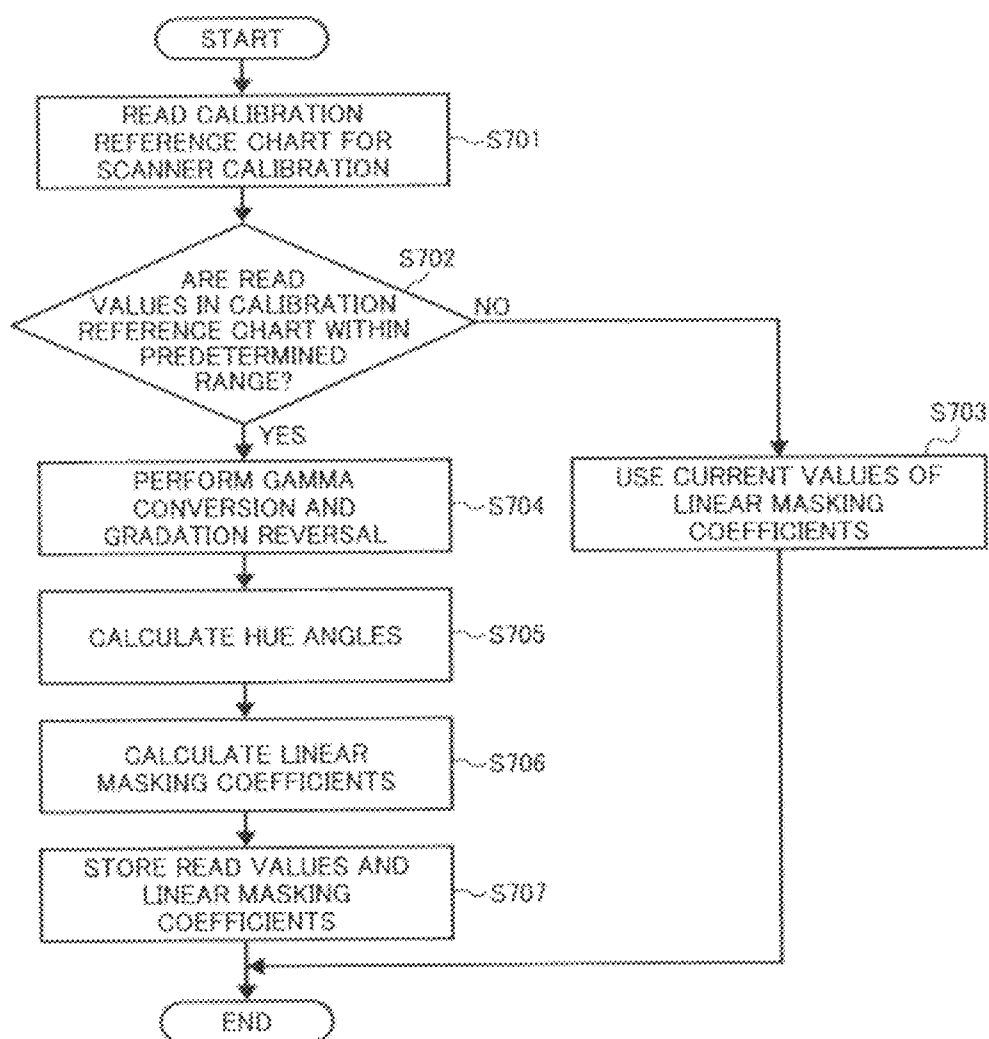 START
READ CALIBRATION
REFERENCE CHART FOR
SCANNER CALIBRATION
S701
S702
ARE READ
VALUES IN CALIBRATION
REFERENCE CHART WITHIN
PREDETERMINED
RANGE?
NO
YES
S703
USE CURRENT VALUES OF
LINEAR MASKING
COEFFICIENTS
PERFORM GAMMA
CONVERSION AND
GRADATION REVERSAL
S704
CALCULATE HUE ANGLES
S705
CALCULATE LINEAR
MASKING COEFFICIENTS
S706
STORE READ VALUES AND
LINEAR MASKING
COEFFICIENTS
S707
END